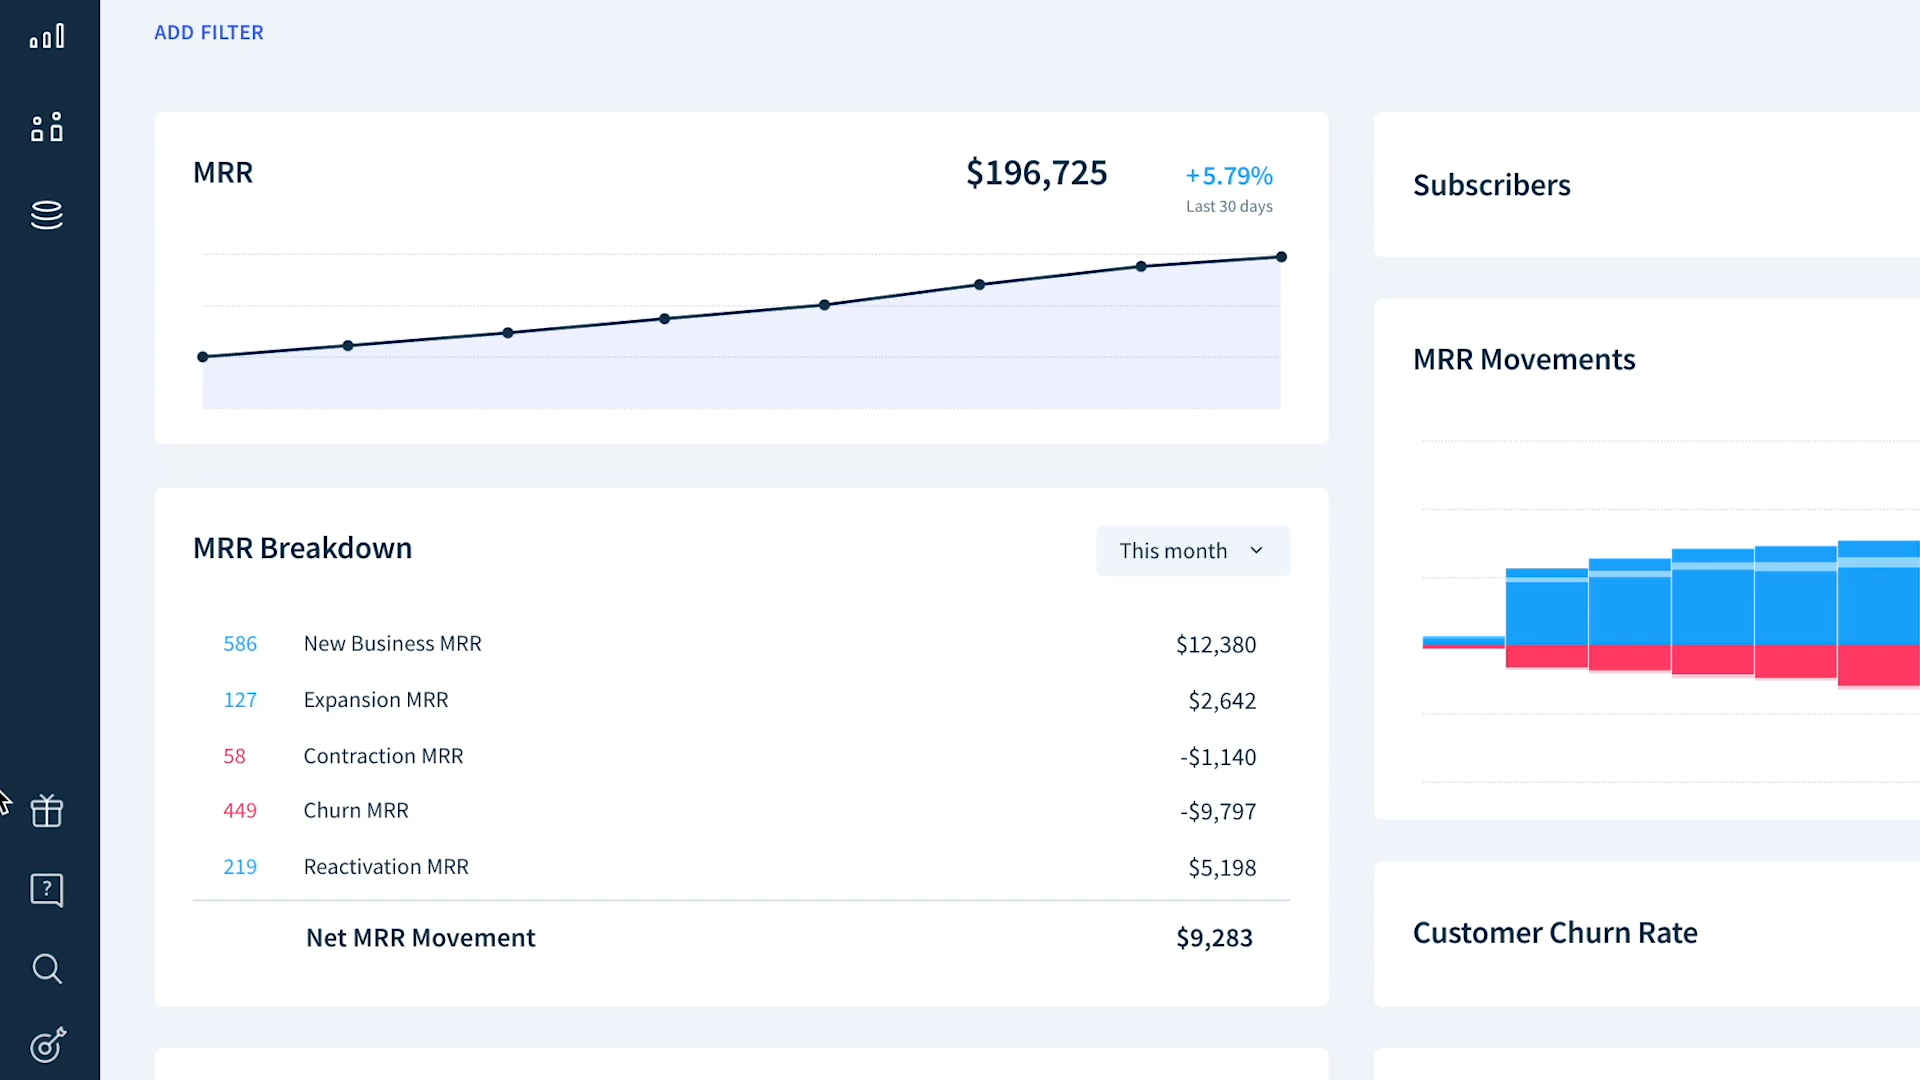 ADD FILTER
MRR
$196,725
+5.79%
Last 30 days
Subscribers
MRR Movements
MRR Breakdown
This month
586 New Business MRR $12,380
127 Expansion MRR $2,642
58 Contraction MRR -$1,140
449 Churn MRR -$9,797
219 Reactivation MRR $5,198
Net MRR Movement $9,283
Customer Churn Rate
?